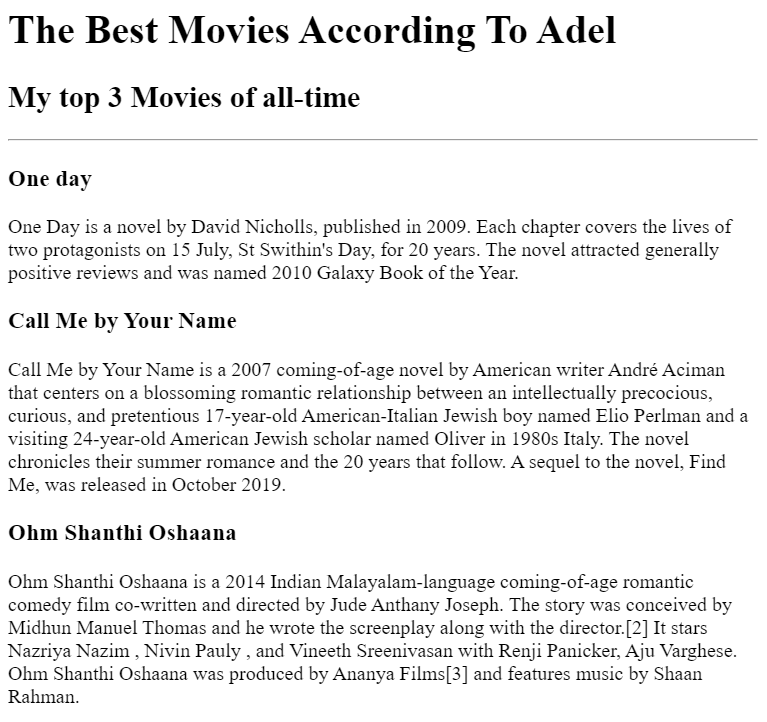 The Best Movies According To Adel
My top 3 Movies of all-time
One day
One Day is a novel by David Nicholls, published in 2009. Each chapter covers the lives of
two protagonists on 15 July, St Swithin's Day, for 20 years. The novel attracted generally
positive reviews and was named 2010 Galaxy Book of the Year.
Call Me by Your Name
Call Me by Your Name is a 2007 coming-of-age novel by American writer André Aciman
that centers on a blossoming romantic relationship between an intellectually precocious,
curious, and pretentious 17-year-old American-Italian Jewish boy named Elio Perlman and a
visiting 24-year-old American Jewish scholar named Oliver in 1980s Italy. The novel
chronicles their summer romance and the 20 years that follow. A sequel to the novel, Find
Me, was released in October 2019.
Ohm Shanthi Oshaana
Ohm Shanthi Oshaana is a 2014 Indian Malayalam-language coming-of-age romantic
comedy film co-written and directed by Jude Anthany Joseph. The story was conceived by
Midhun Manuel Thomas and he wrote the screenplay along with the director.[2] It stars
Nazriya Nazim , Nivin Pauly , and Vineeth Sreenivasan with Renji Panicker, Aju Varghese.
Ohm Shanthi Oshaana was produced by Ananya Films[3] and features music by Shaan
Rahman.